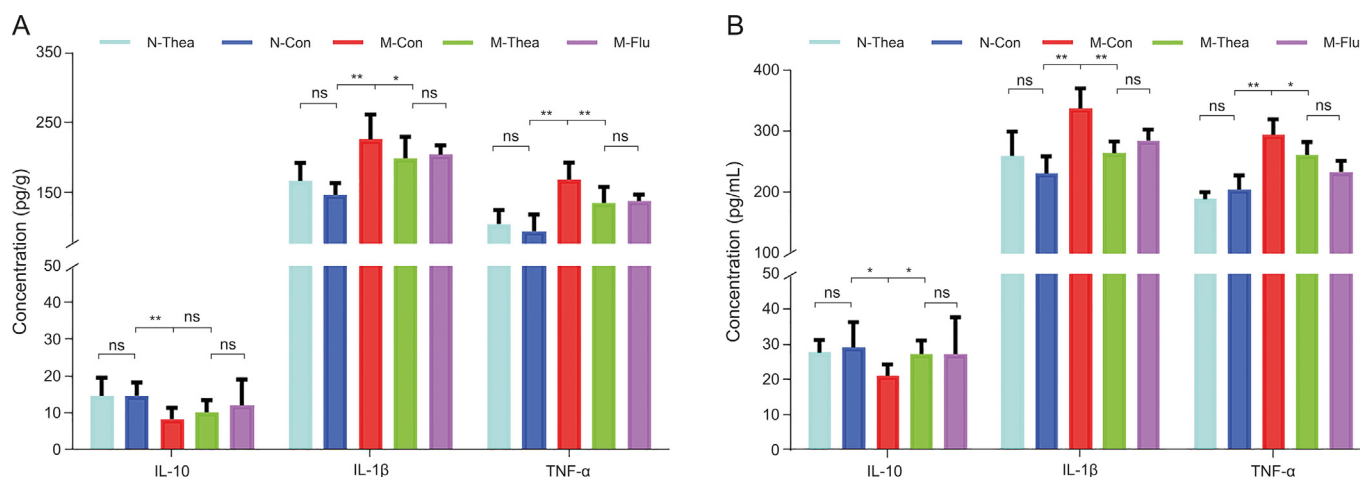 A
N-Thea N-Con M-Con M-Thea M-Flu
Concentration (pg/g)
350
250
150
50
40
30
20
10
0
ns ** ns ns
ns ** * ns
ns ** ** ns
IL-10 IL-1β TNF-α
B
N-Thea N-Con M-Con M-Thea M-Flu
Concentration (pg/mL)
400
300
200
100
50
40
30
20
10
0
ns * * ns
ns ** ** ns
ns ** * ns
IL-10 IL-1β TNF-α